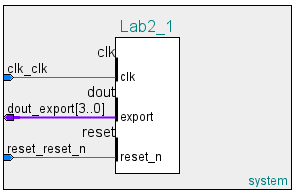 Lab2_1
clk
clk_clk
clk
dout
dout_export[3..0]
export
reset
reset_reset_n
reset_n
system